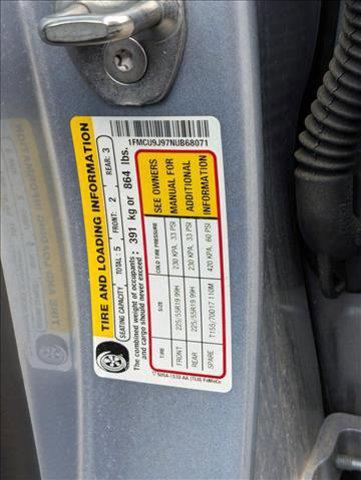 1FMCU9J97NUB68071
TIRE AND LOADING INFORMATION
SEATING CAPACITY TOTAL: 5 FRONT: 2 REAR: 3
The combined weight of occupants : 391 kg or 864 lbs.
and cargo should never exceed :
TIRE SIZE COLD TIRE PRESSURE
FRONT 225/55R19 99H 230 KPA, 33 PSI
REAR 225/55R19 99H 230 KPA, 33 PSI
SPARE T155/70D17 110M 420 KPA, 60 PSI
SEE OWNERS
MANUAL FOR
ADDITIONAL
INFORMATION